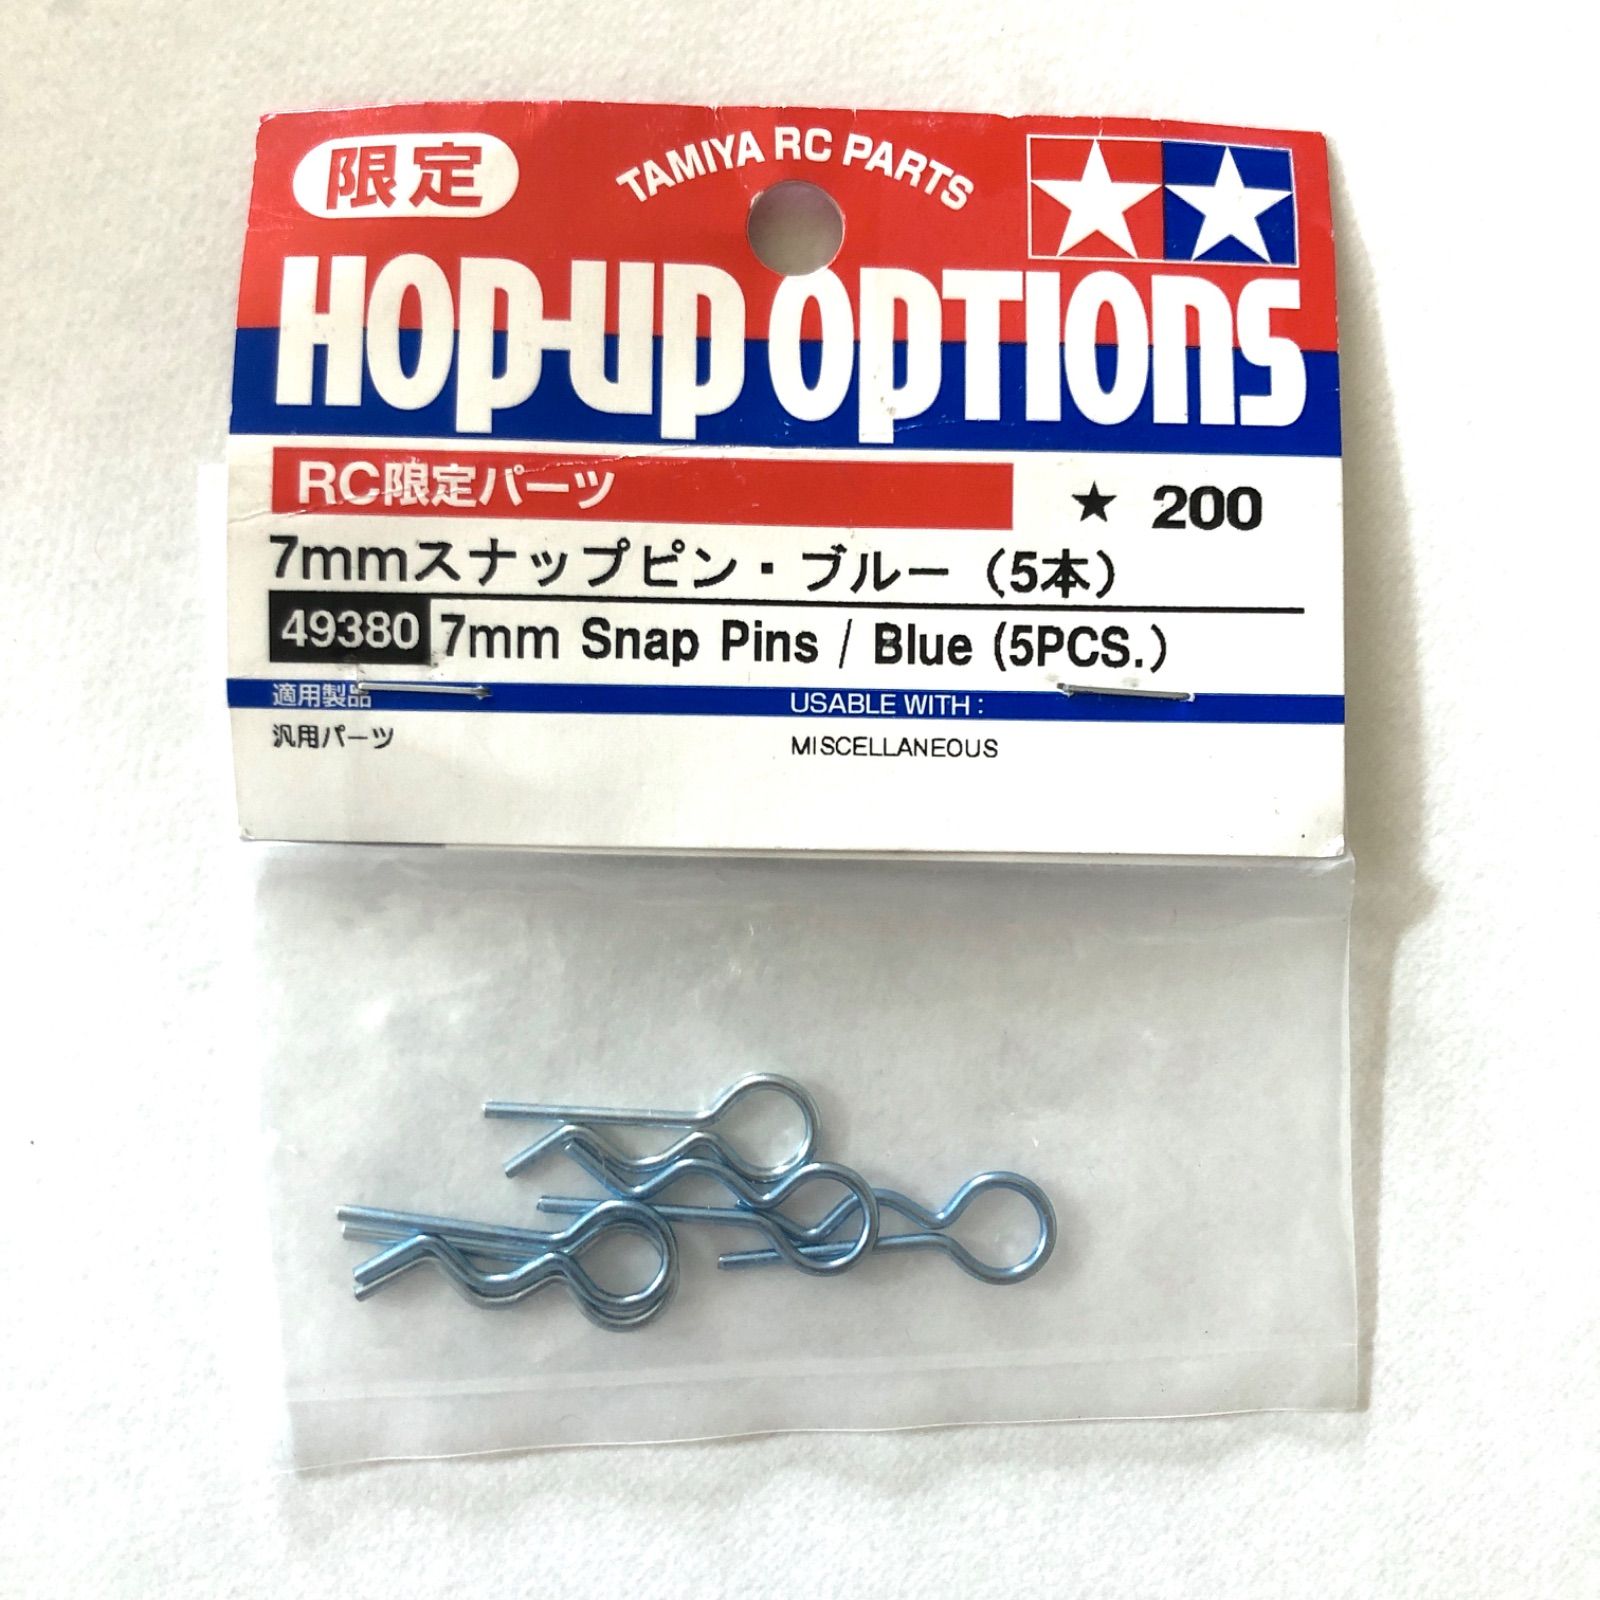 限定
TAMIYA RC PARTS
HOP-UP OPTIONS
RC限定パーツ
★ 200
7mmスナップピン・ブルー（5本）
49380 7mm Snap Pins / Blue (5PCS.)
適用製品
USABLE WITH :
汎用パーツ
MISCELLANEOUS